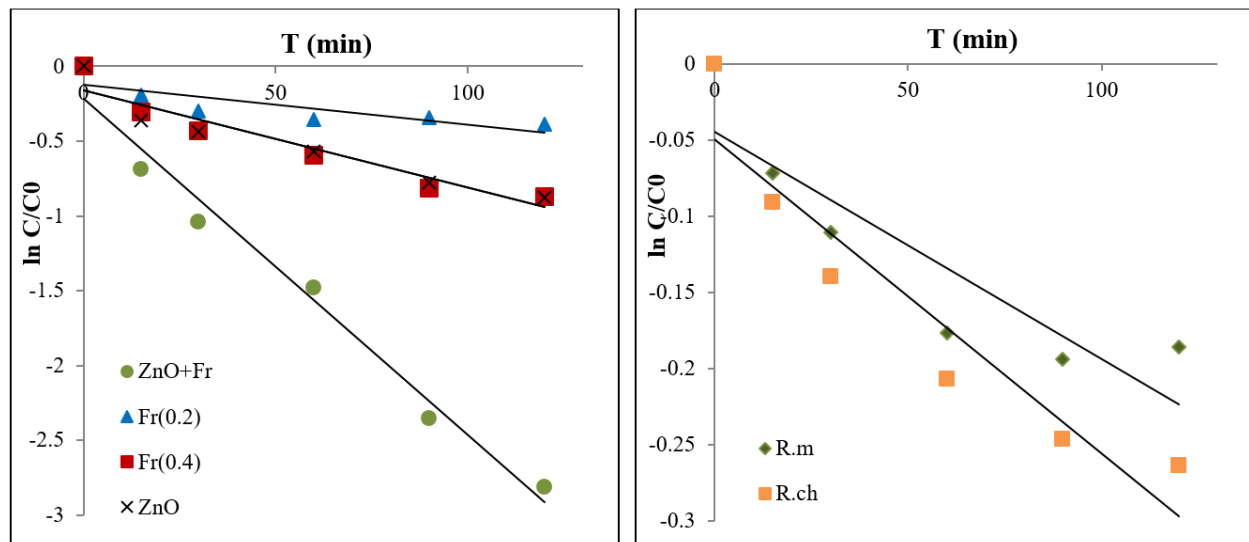 T (min)
0
0
50
100
-0.5
-1
-1.5
-2
-2.5
-3
ln C/C0
ZnO+Fr
Fr(0.2)
Fr(0.4)
ZnO
T (min)
0
0
50
100
-0.05
-0.1
-0.15
-0.2
-0.25
-0.3
ln C/C0
R.m
R.ch